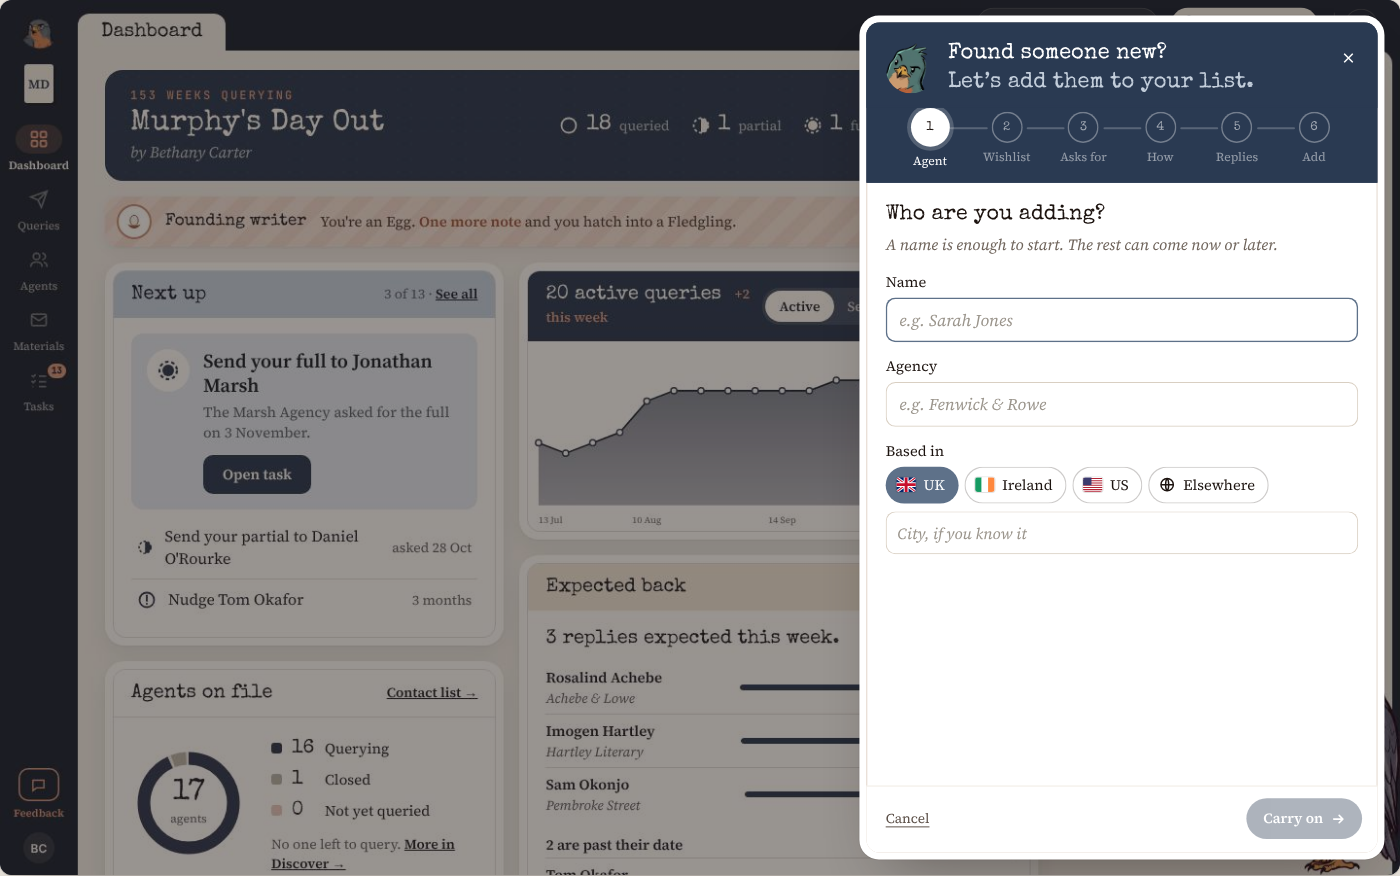 Dashboard
MD
Dashboard
Queries
Agents
Materials
13
Tasks
Feedback
BC
153 WEEKS QUERYING
Murphy's Day Out
by Bethany Carter
18 queried
1 partial
1
Founding writer
You're an Egg. One more note and you hatch into a Fledgling.
Next up
3 of 13 · See all
Send your full to Jonathan
Marsh
The Marsh Agency asked for the full
on 3 November.
Open task
Send your partial to Daniel
O'Rourke
asked 28 Oct
Nudge Tom Okafor
3 months
Agents on file
Contact list →
17
agents
16 Querying
1 Closed
0 Not yet queried
No one left to query. More in
Discover →
20 active queries +2
this week
Active
13 Jul
10 Aug
14 Sep
Expected back
3 replies expected this week.
Rosalind Achebe
Achebe & Lowe
Imogen Hartley
Hartley Literary
Sam Okonjo
Pembroke Street
2 are past their date
Tom Okafor
Found someone new?
Let's add them to your list.
1
2
3
4
5
6
Agent
Wishlist
Asks for
How
Replies
Add
Who are you adding?
A name is enough to start. The rest can come now or later.
Name
e.g. Sarah Jones
Agency
e.g. Fenwick & Rowe
Based in
UK
Ireland
US
Elsewhere
City, if you know it
Cancel
Carry on →